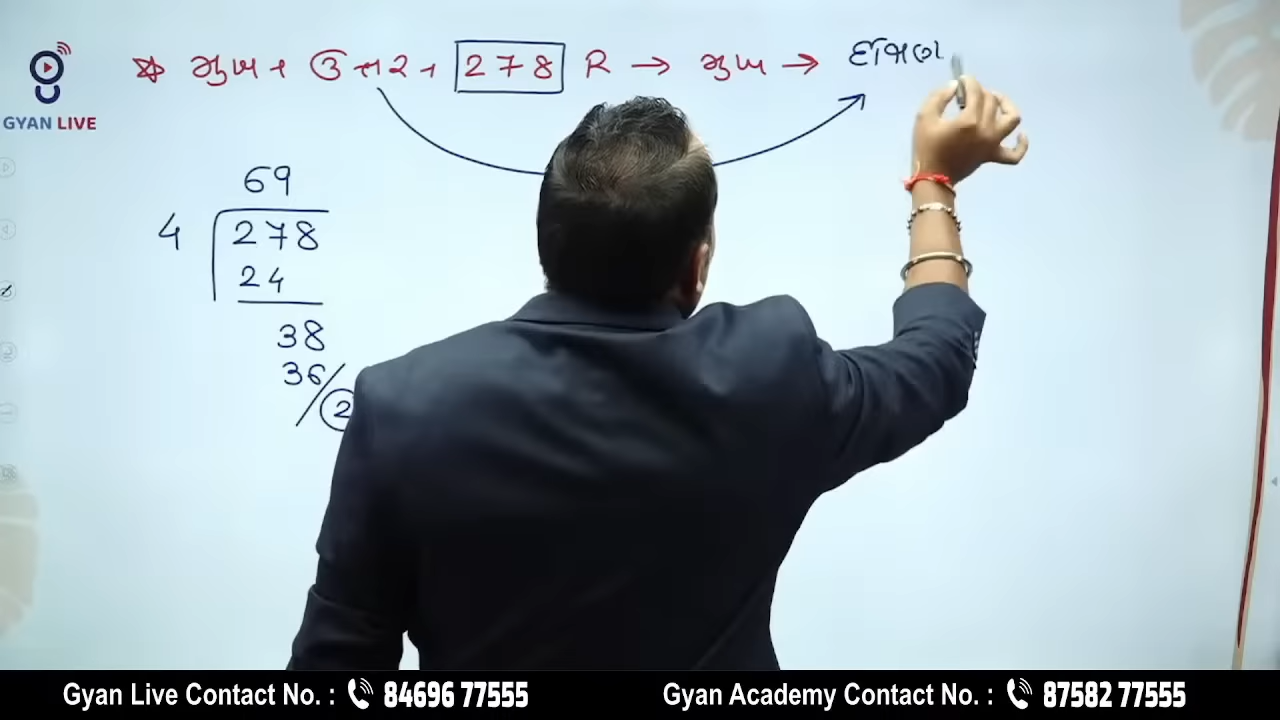 GYAN LIVE
મુખ ઉત્તર 278 R → મુખ → દક્ષિણ
69
4 278
24
38
36
2
Gyan Live Contact No. : 84696 77555
Gyan Academy Contact No. : 87582 77555